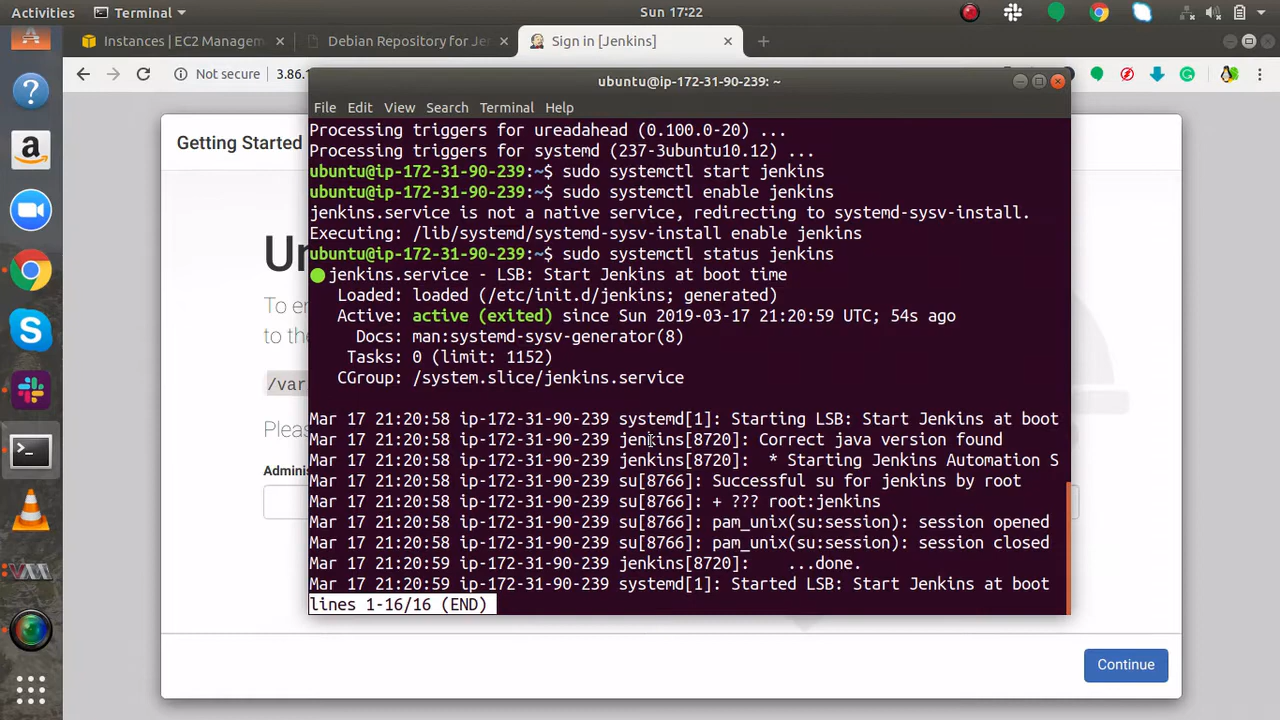 Activities
Terminal
Sun 17:22
Instances | EC2 Managem
Debian Repository for Jen
Sign in [Jenkins]
Not secure
3.86.1
ubuntu@ip-172-31-90-239: ~
File Edit View Search Terminal Help
Getting Started
Processing triggers for ureadahead (0.100.0-20) ...
Processing triggers for systemd (237-3ubuntu10.12) ...
ubuntu@ip-172-31-90-239:~$ sudo systemctl start jenkins
ubuntu@ip-172-31-90-239:~$ sudo systemctl enable jenkins
jenkins.service is not a native service, redirecting to systemd-sysv-install.
Executing: /lib/systemd/systemd-sysv-install enable jenkins
ubuntu@ip-172-31-90-239:~$ sudo systemctl status jenkins
● jenkins.service - LSB: Start Jenkins at boot time
Loaded: loaded (/etc/init.d/jenkins; generated)
Active: active (exited) since Sun 2019-03-17 21:20:59 UTC; 54s ago
Docs: man:systemd-sysv-generator(8)
Tasks: 0 (limit: 1152)
CGroup: /system.slice/jenkins.service
Mar 17 21:20:58 ip-172-31-90-239 systemd[1]: Starting LSB: Start Jenkins at boot
Mar 17 21:20:58 ip-172-31-90-239 jenkins[8720]: Correct java version found
Mar 17 21:20:58 ip-172-31-90-239 jenkins[8720]:  * Starting Jenkins Automation S
Mar 17 21:20:58 ip-172-31-90-239 su[8766]: Successful su for jenkins by root
Mar 17 21:20:58 ip-172-31-90-239 su[8766]: + ??? root:jenkins
Mar 17 21:20:58 ip-172-31-90-239 su[8766]: pam_unix(su:session): session opened
Mar 17 21:20:58 ip-172-31-90-239 su[8766]: pam_unix(su:session): session closed
Mar 17 21:20:59 ip-172-31-90-239 jenkins[8720]:    ...done.
Mar 17 21:20:59 ip-172-31-90-239 systemd[1]: Started LSB: Start Jenkins at boot
lines 1-16/16 (END)
Un
To en
to the
/var
Pleas
Adminis
Continue